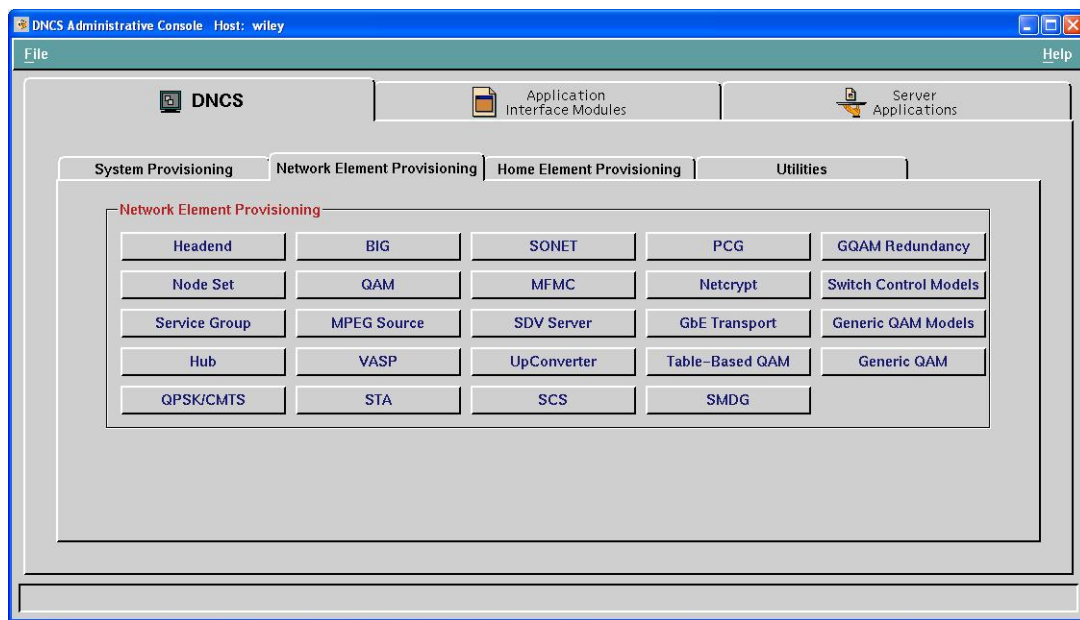 DNCS Administrative Console Host: wiley
File Help
DNCS
Application
Interface Modules
Server
Applications
System Provisioning Network Element Provisioning Home Element Provisioning Utilities
Network Element Provisioning
Headend BIG SONET PCG GQAM Redundancy
Node Set QAM MFMC Netcrypt Switch Control Models
Service Group MPEG Source SDV Server GbE Transport Generic QAM Models
Hub VASP UpConverter Table-Based QAM Generic QAM
QPSK/CMTS STA SCS SMDG